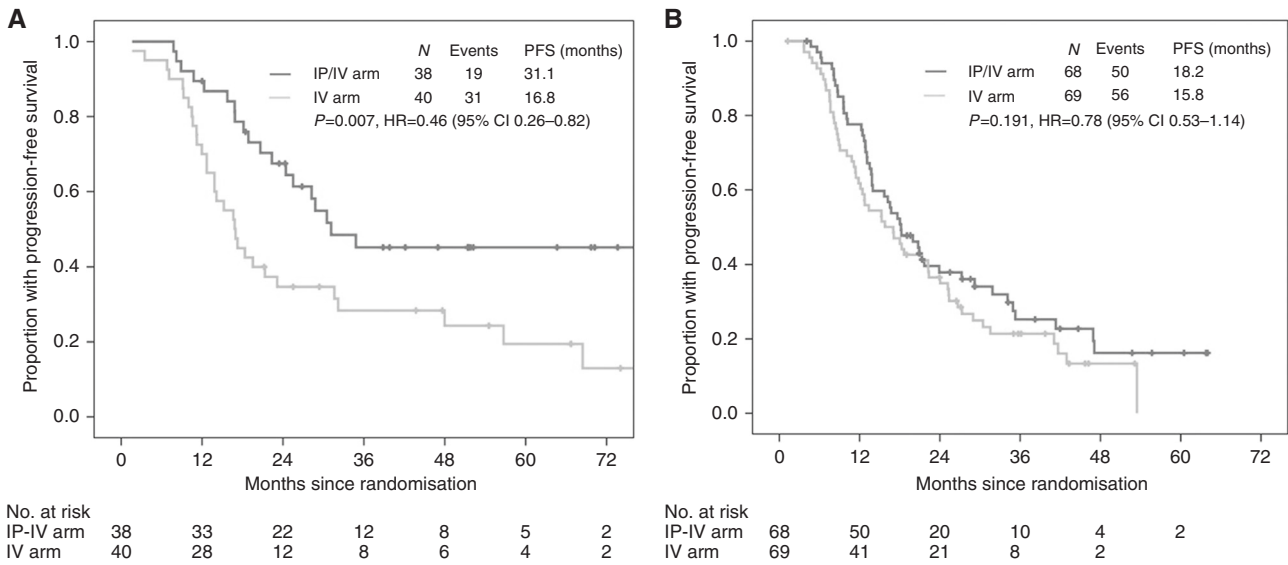 A
Proportion with progression-free survival
1.0
0.8
0.6
0.4
0.2
0.0
N Events PFS (months)
IP/IV arm 38 19 31.1
IV arm 40 31 16.8
P=0.007, HR=0.46 (95% CI 0.26–0.82)
0 12 24 36 48 60 72
Months since randomisation
No. at risk
IP-IV arm 38 33 22 12 8 5 2
IV arm 40 28 12 8 6 4 2
B
Proportion with progression-free survival
1.0
0.8
0.6
0.4
0.2
0.0
N Events PFS (months)
IP/IV arm 68 50 18.2
IV arm 69 56 15.8
P=0.191, HR=0.78 (95% CI 0.53–1.14)
0 12 24 36 48 60 72
Months since randomisation
No. at risk
IP-IV arm 68 50 20 10 4 2
IV arm 69 41 21 8 2